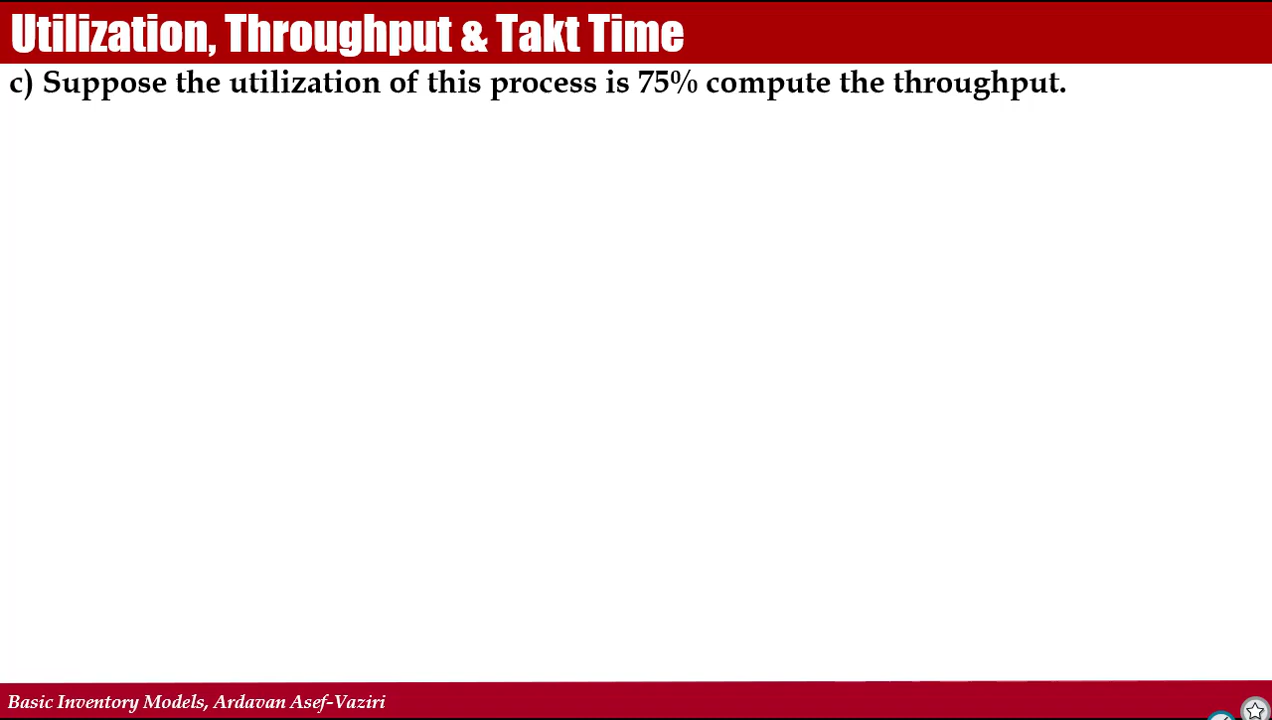 Utilization, Throughput & Takt Time
c) Suppose the utilization of this process is 75% compute the throughput.
Basic Inventory Models, Ardavan Asef-Vaziri